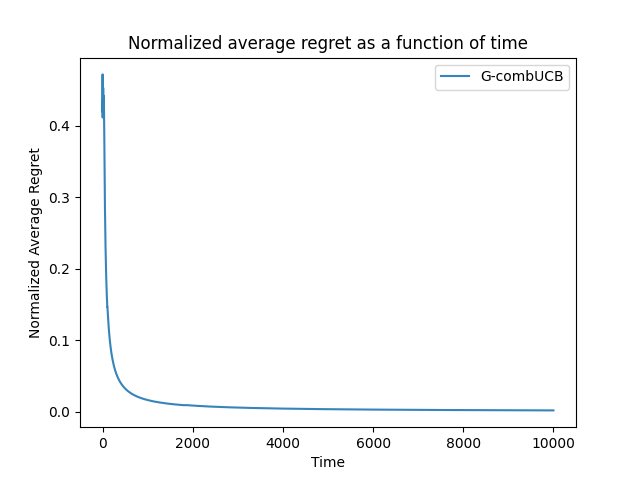 Normalized average regret as a function of time
G-combUCB
Normalized Average Regret
0.4
0.3
0.2
0.1
0.0
0
2000
4000
6000
8000
10000
Time